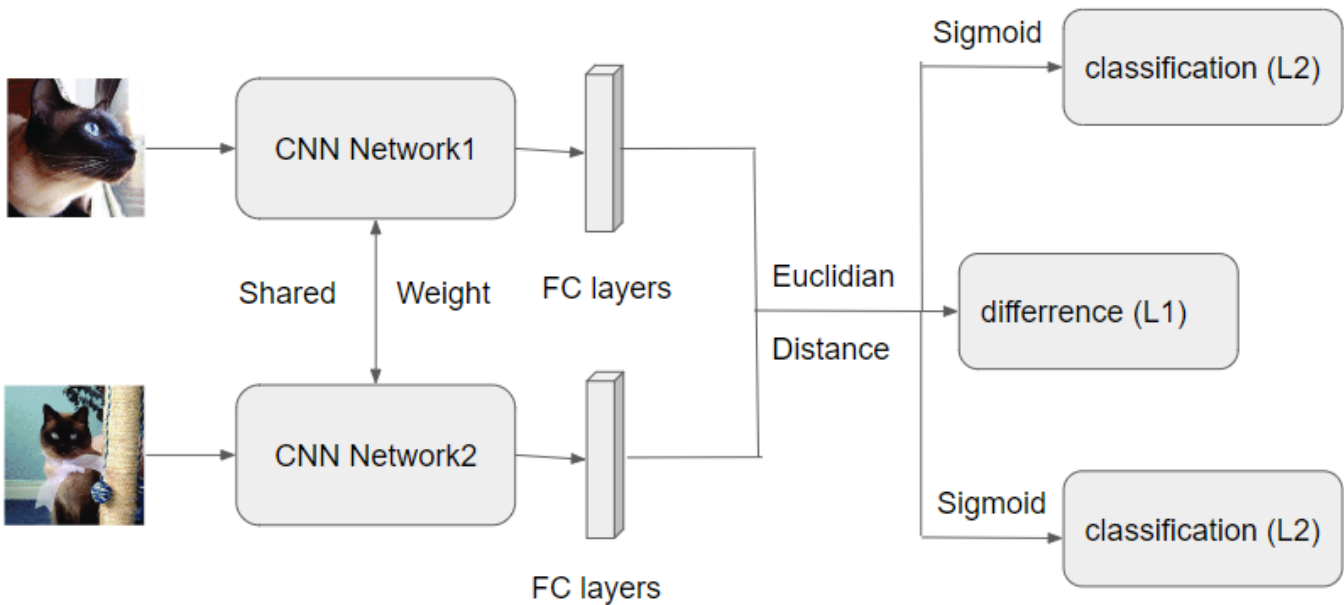 Sigmoid
classification (L2)
CNN Network1
Shared Weight
FC layers
Euclidian
Distance
differrence (L1)
CNN Network2
Sigmoid
classification (L2)
FC layers